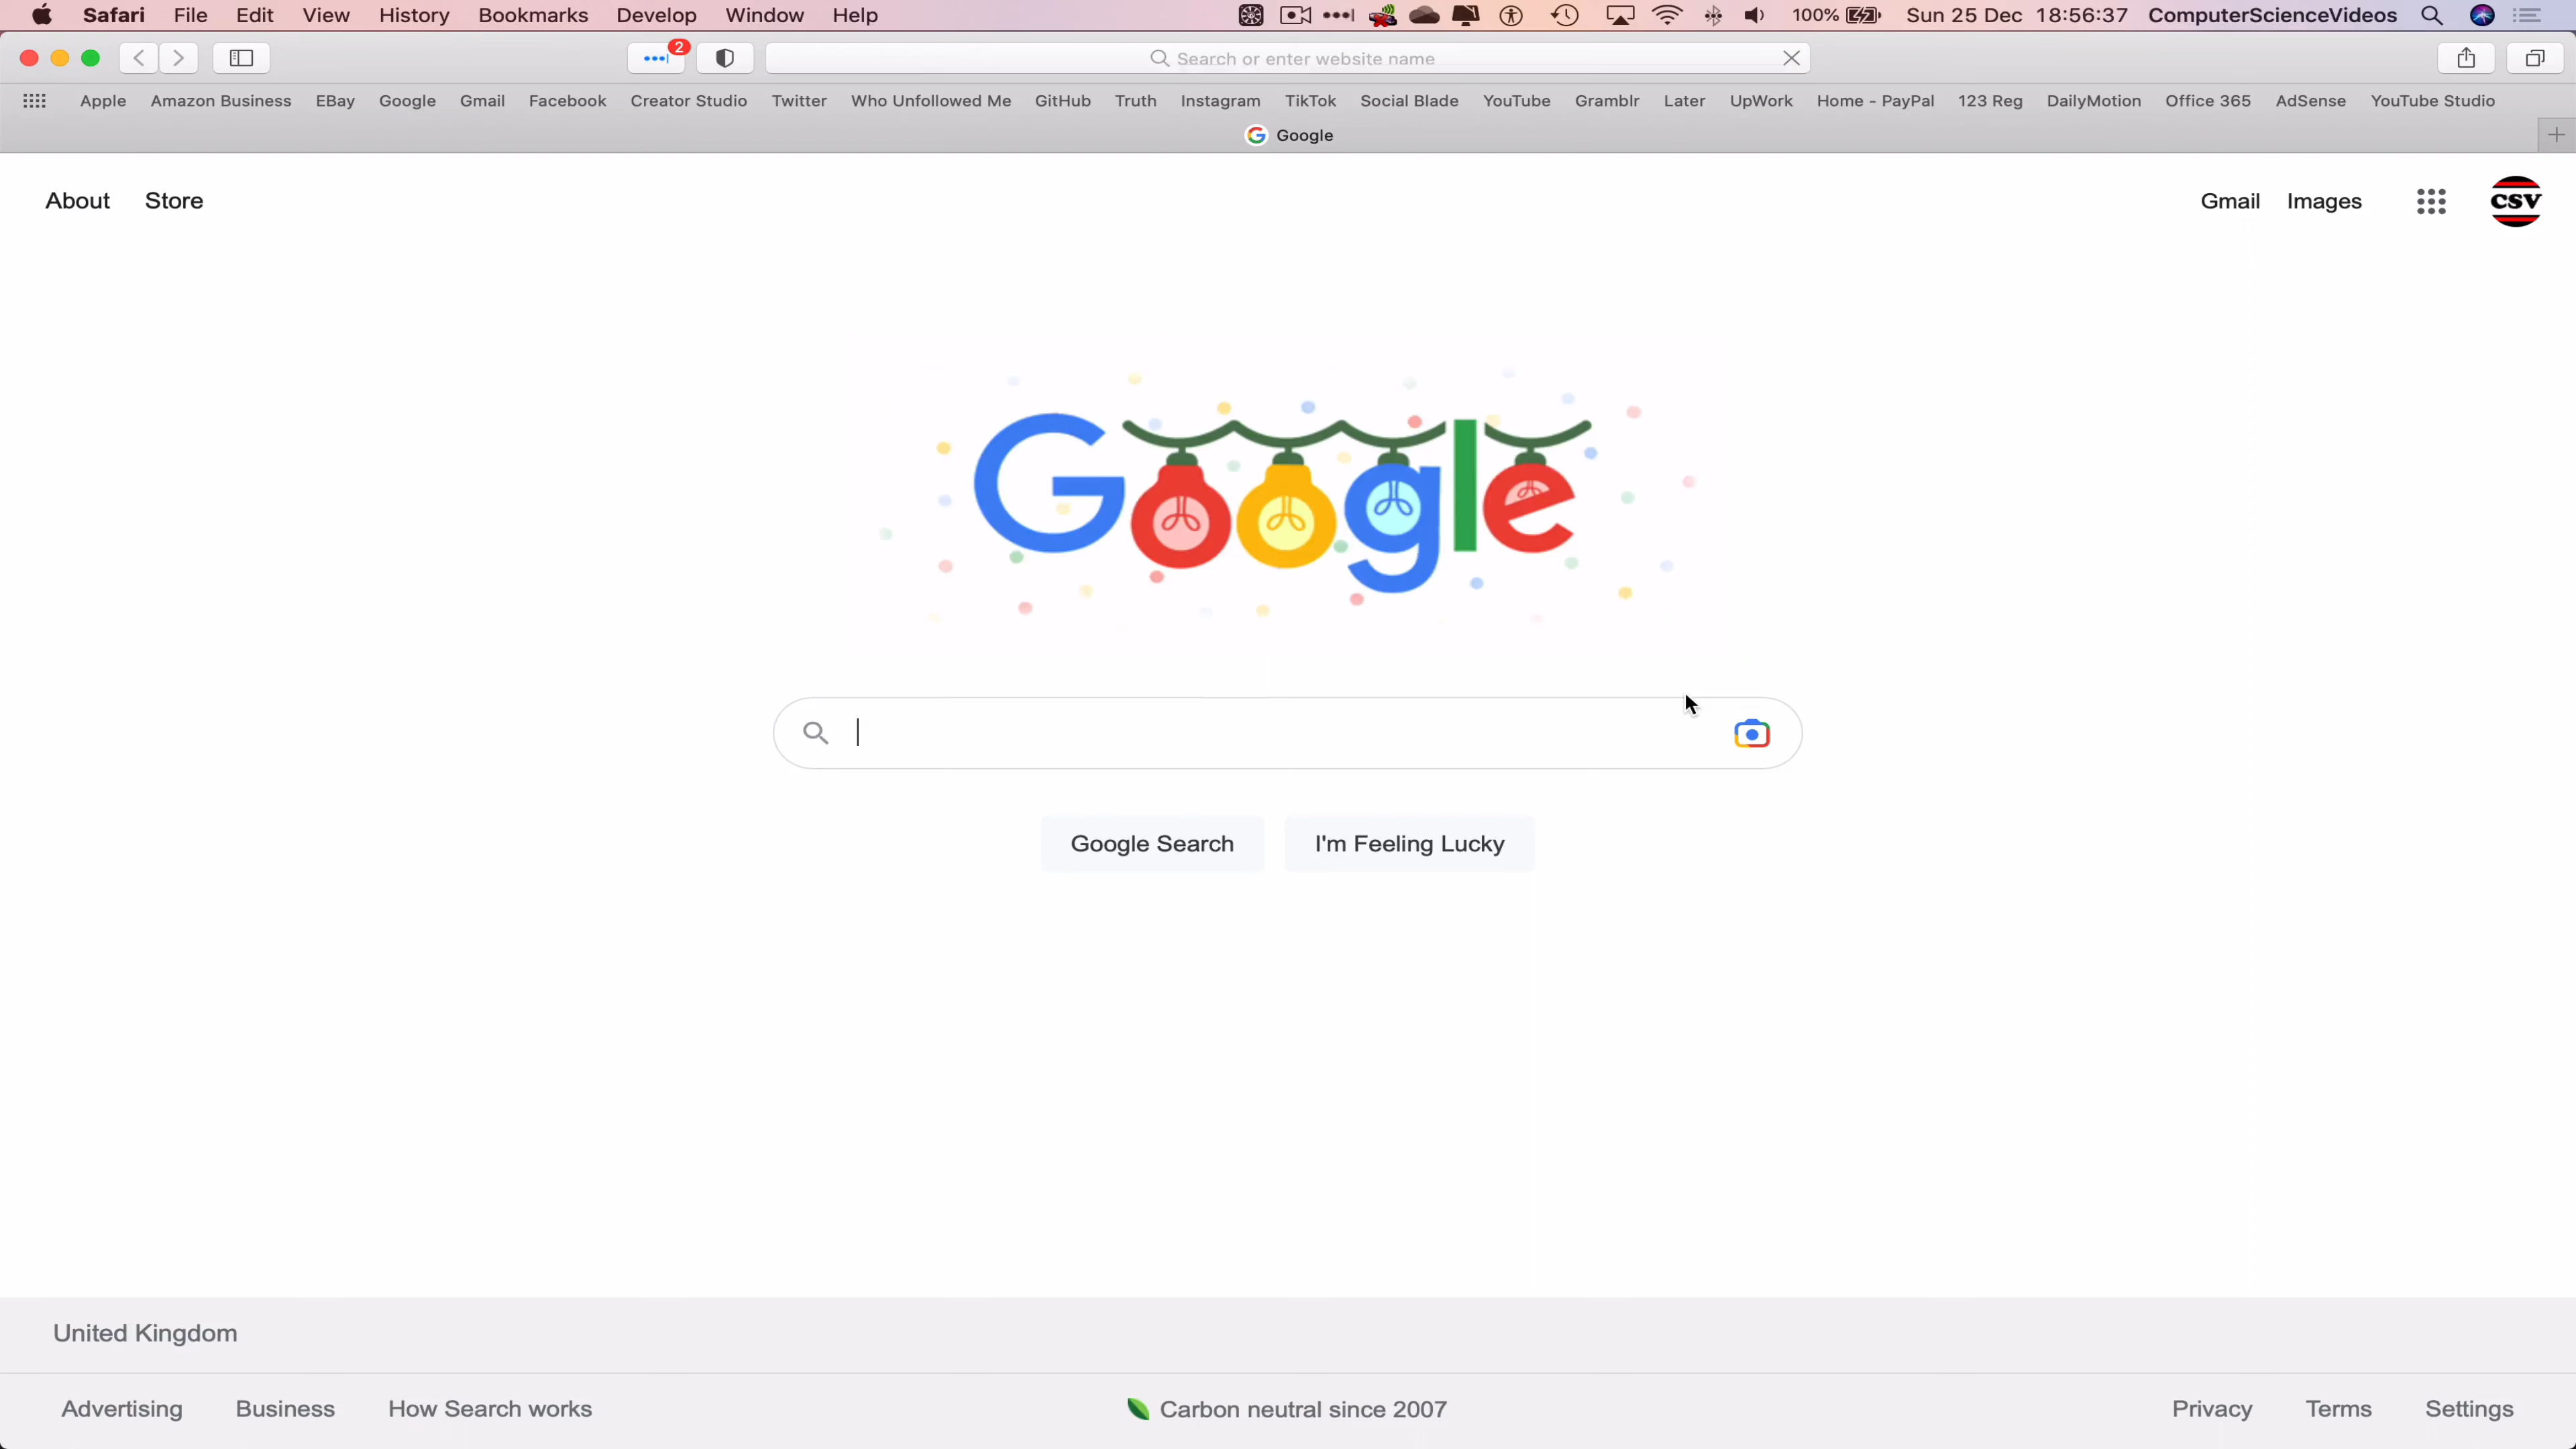 Safari File Edit View History Bookmarks Develop Window Help 100% Sun 25 Dec 18:56:37 ComputerScienceVideos
2 Search or enter website name
Apple Amazon Business EBay Google Gmail Facebook Creator Studio Twitter Who Unfollowed Me GitHub Truth Instagram TikTok Social Blade YouTube Gramblr Later UpWork Home - PayPal 123 Reg DailyMotion Office 365 AdSense YouTube Studio
Google
About Store Gmail Images CSV
Google
Google Search I'm Feeling Lucky
United Kingdom
Advertising Business How Search works Carbon neutral since 2007 Privacy Terms Settings